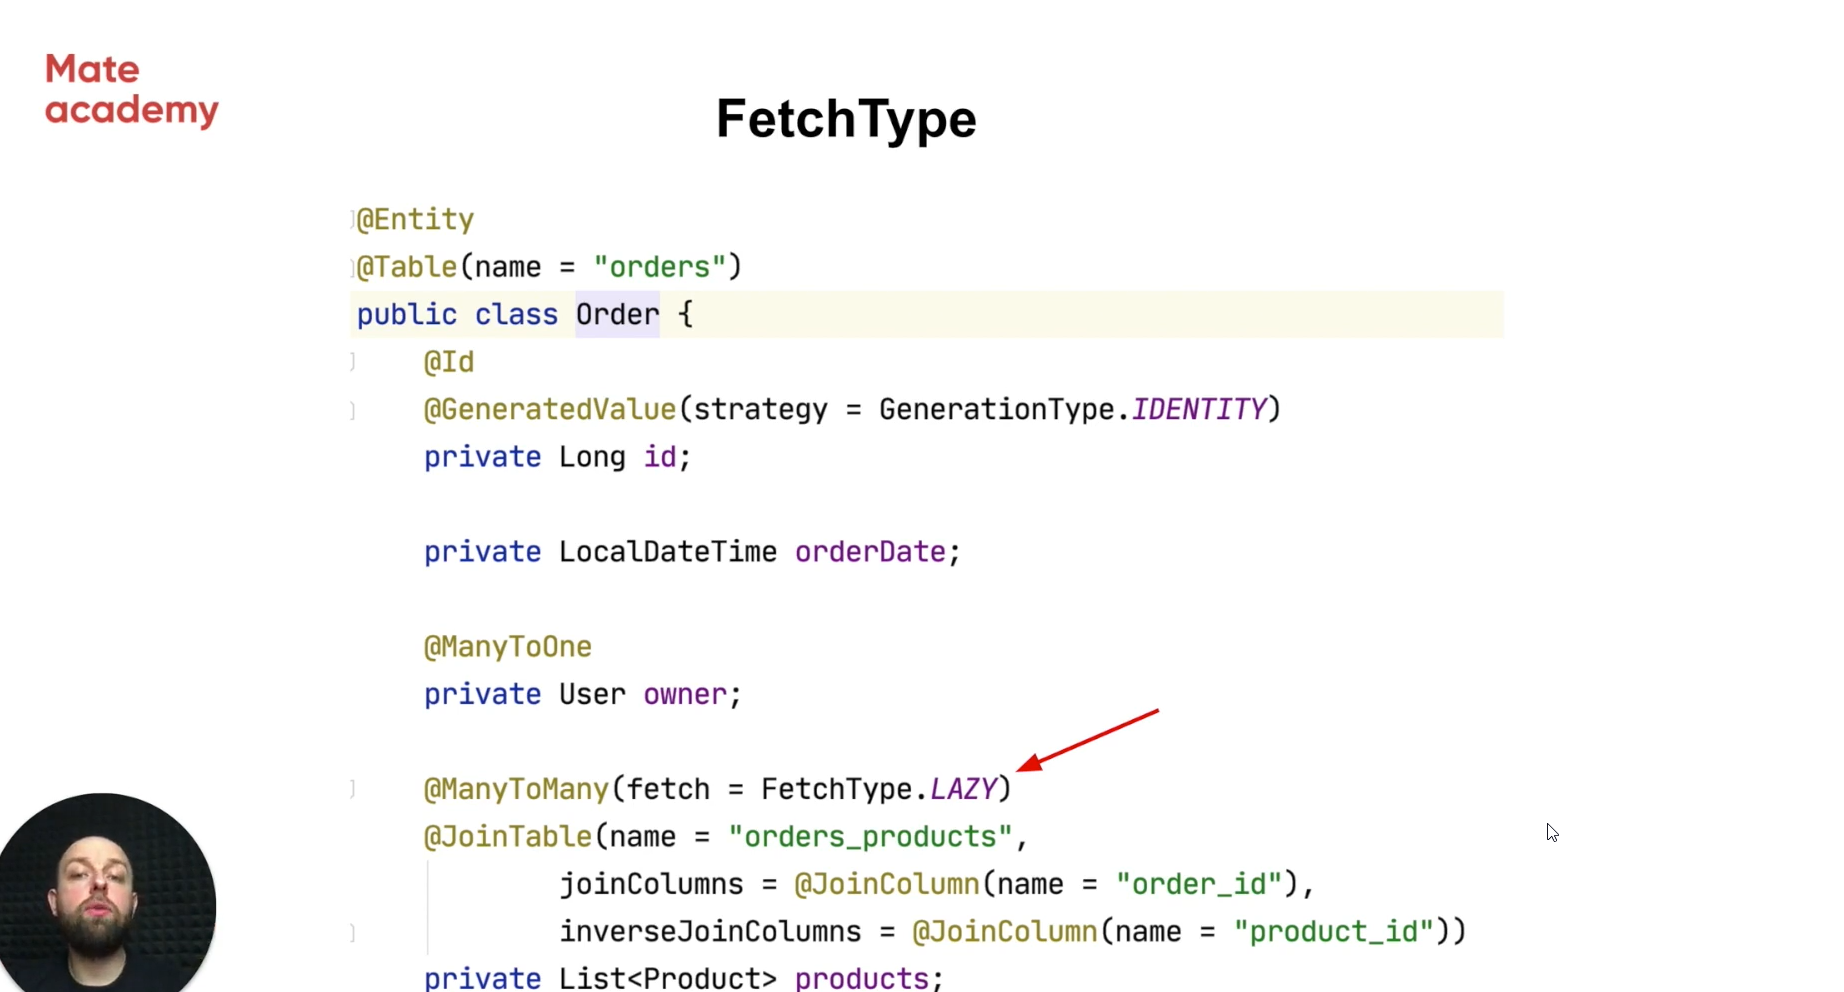 Mate
academy
FetchType
@Entity
@Table(name = "orders")
public class Order {
@Id
@GeneratedValue(strategy = GenerationType.IDENTITY)
private Long id;
private LocalDateTime orderDate;
@ManyToOne
private User owner;
@ManyToMany(fetch = FetchType.LAZY)
@JoinTable(name = "orders_products",
joinColumns = @JoinColumn(name = "order_id"),
inverseJoinColumns = @JoinColumn(name = "product_id"))
private List<Product> products;